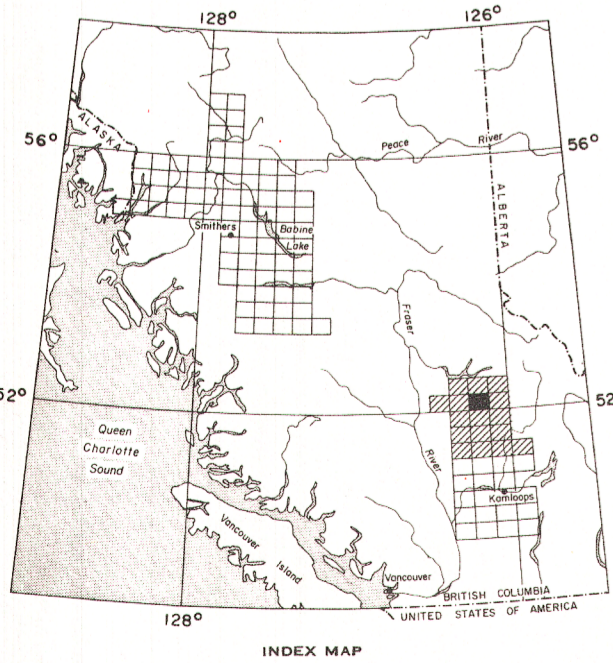 128°
126°
ALASKA
56°
Peace River
56°
ALBERTA
Smithers
Babine
Lake
Fraser
52°
52
Queen
Charlotte
Sound
River
Kamloops
Vancouver
Island
Vancouver
BRITISH COLUMBIA
UNITED STATES OF AMERICA
128°
INDEX MAP